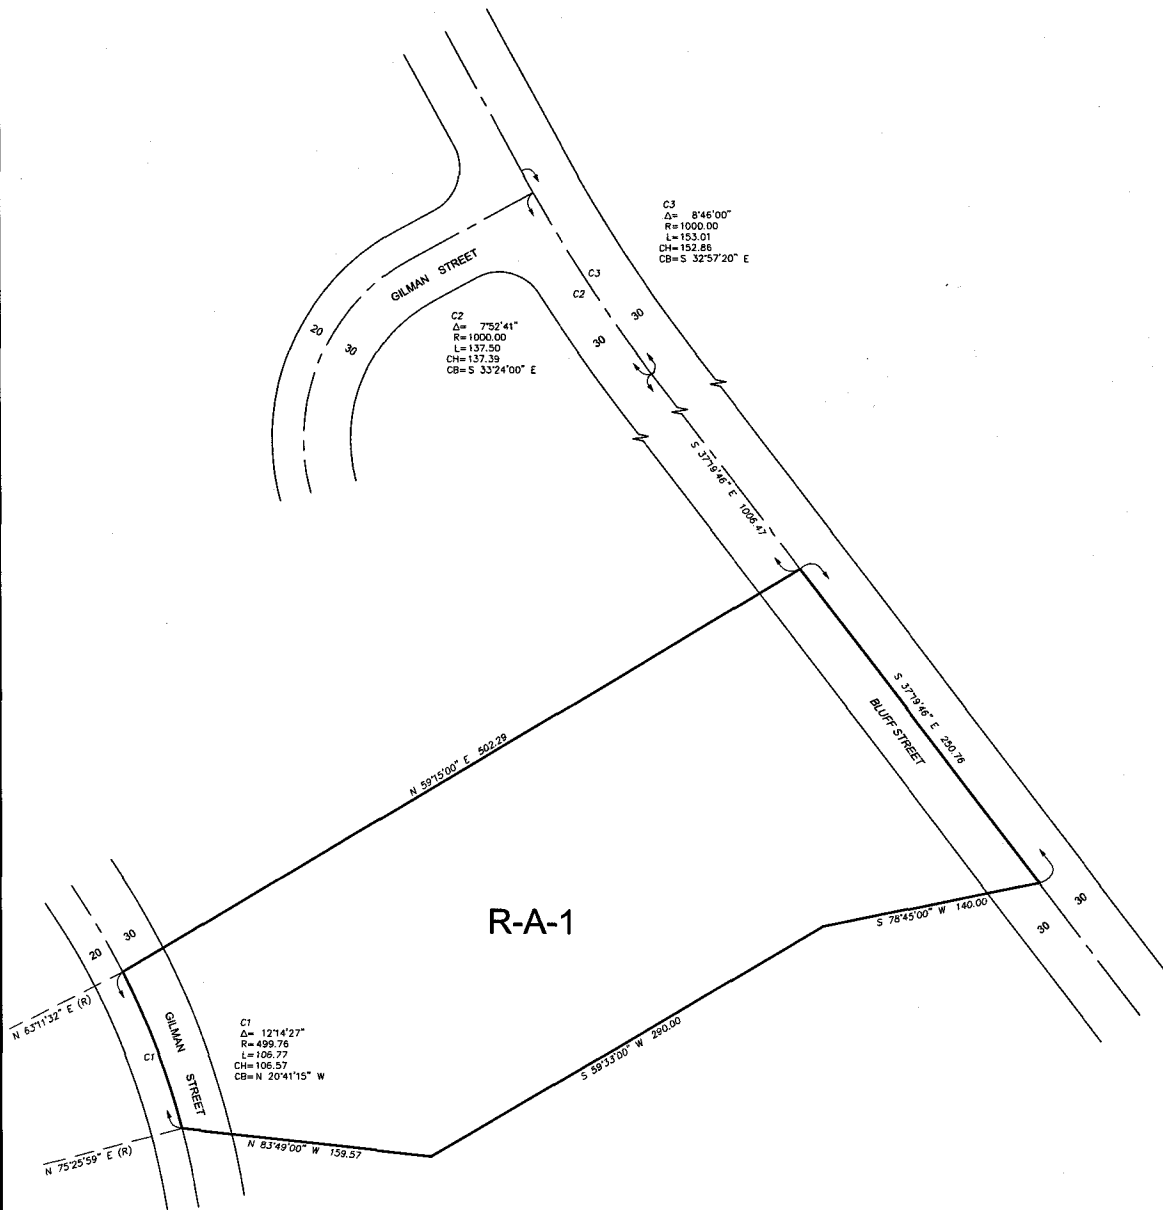 C3
Δ= 8°46'00"
R=1000.00
L=153.01
CH=152.86
CB=S 32°57'20" E
GILMAN STREET
C3
C2
20
30
30
30
C2
Δ= 7°52'41"
R=1000.00
L=137.50
CH=137.39
CB=S 33°24'00" E
S 37°19'46" E 1006.47
S 37°19'46" E 250.76
BLUFF STREET
N 59°15'00" E 502.29
R-A-1
S 78°45'00" W 140.00
30
30
20
30
N 63°11'32" E (R)
GILMAN STREET
C1
C1
Δ= 12°14'27"
R=499.76
L=106.77
CH=106.57
CB=N 20°41'15" W
S 59°33'00" W 290.00
N 83°49'00" W 159.57
N 75°25'59" E (R)